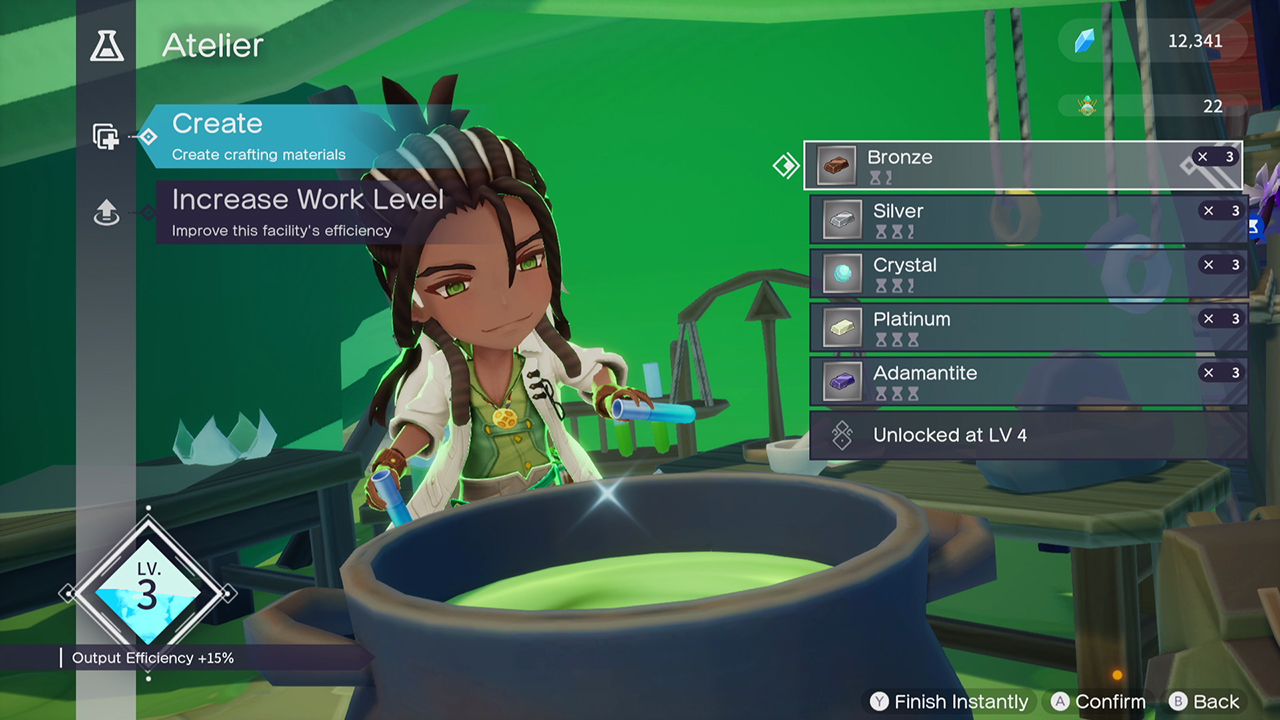 Atelier
12,341
22
Create
Create crafting materials
Increase Work Level
Improve this facility's efficiency
Bronze × 3
Silver × 3
Crystal × 3
Platinum × 3
Adamantite × 3
Unlocked at LV 4
LV.
3
Output Efficiency +15%
Y Finish Instantly A Confirm B Back